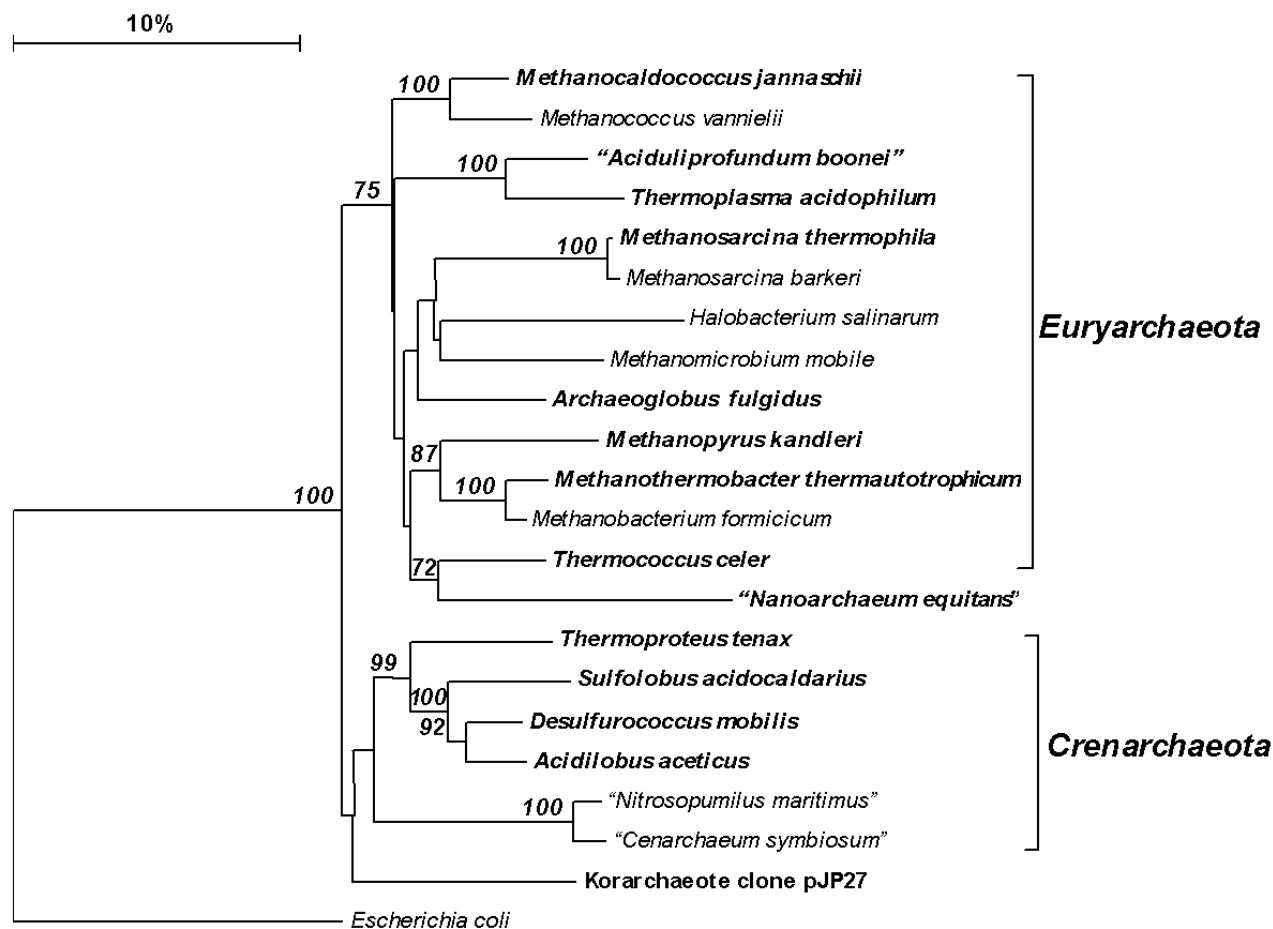 10%
100
Methanocaldococcus jannaschii
Methanococcus vannielii
100
“Aciduliprofundum boonei”
75
Thermoplasma acidophilum
100
Methanosarcina thermophila
Methanosarcina barkeri
Halobacterium salinarum
Euryarchaeota
Methanomicrobium mobile
Archaeoglobus fulgidus
Methanopyrus kandleri
87
100
Methanothermobacter thermautotrophicum
100
Methanobacterium formicicum
Thermococcus celer
72
“Nanoarchaeum equitans”
Thermoproteus tenax
99
Sulfolobus acidocaldarius
100
Desulfurococcus mobilis
92
Crenarchaeota
Acidilobus aceticus
100
“Nitrosopumilus maritimus”
“Cenarchaeum symbiosum”
Korarchaeote clone pJP27
Escherichia coli